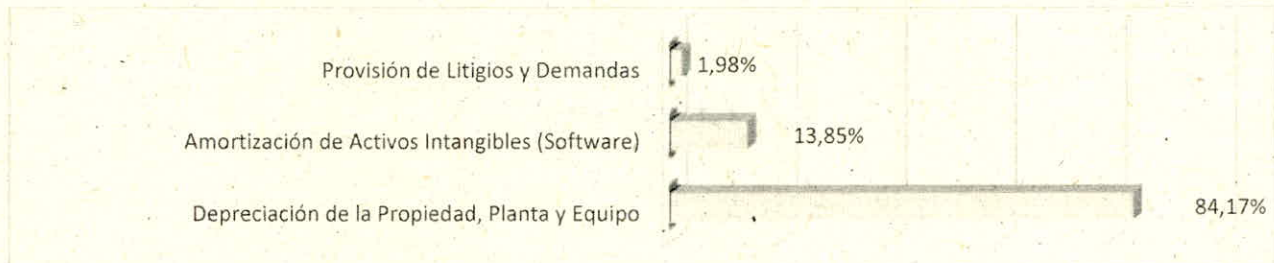 Provisión de Litigios y Demandas 1,98%
Amortización de Activos Intangibles (Software) 13,85%
Depreciación de la Propiedad, Planta y Equipo 84,17%